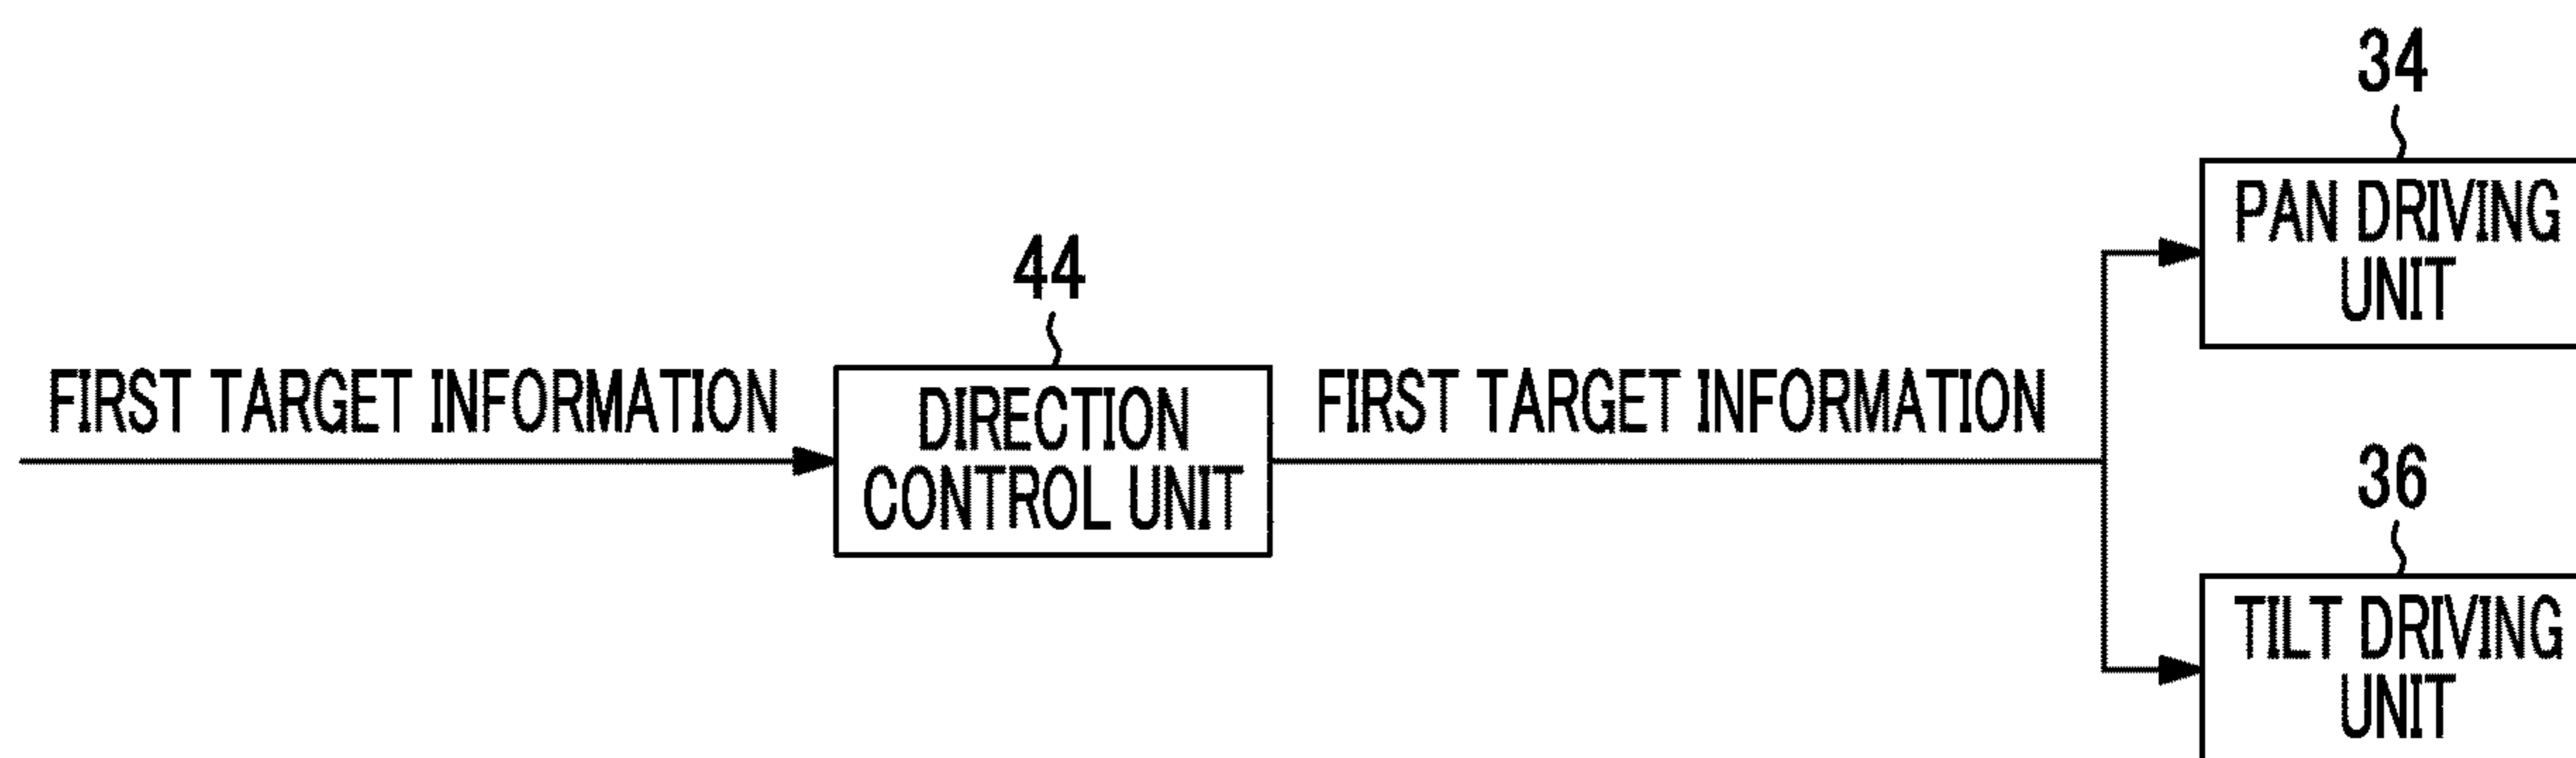 34
PAN DRIVING
UNIT
44
FIRST TARGET INFORMATION
DIRECTION
CONTROL UNIT
FIRST TARGET INFORMATION
36
TILT DRIVING
UNIT